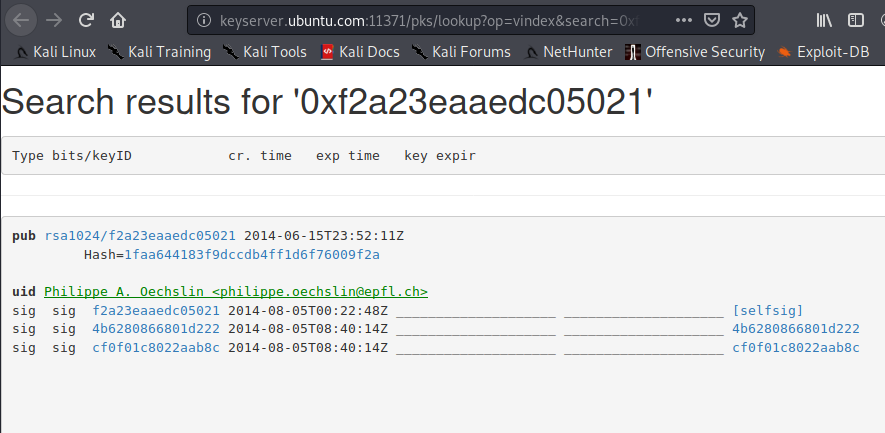 keyserver.ubuntu.com:11371/pks/lookup?op=vindex&search=0xf
Kali Linux Kali Training Kali Tools Kali Docs Kali Forums NetHunter Offensive Security Exploit-DB
Search results for '0xf2a23eaaedc05021'
Type bits/keyID cr. time exp time key expir
pub rsa1024/f2a23eaaedc05021 2014-06-15T23:52:11Z
Hash=1faa644183f9dccdb4ff1d6f76009f2a
uid Philippe A. Oechslin <philippe.oechslin@epfl.ch>
sig sig f2a23eaaedc05021 2014-08-05T00:22:48Z ____________________ ____________________ [selfsig]
sig sig 4b6280866801d222 2014-08-05T08:40:14Z ____________________ ____________________ 4b6280866801d222
sig sig cf0f01c8022aab8c 2014-08-05T08:40:14Z ____________________ ____________________ cf0f01c8022aab8c